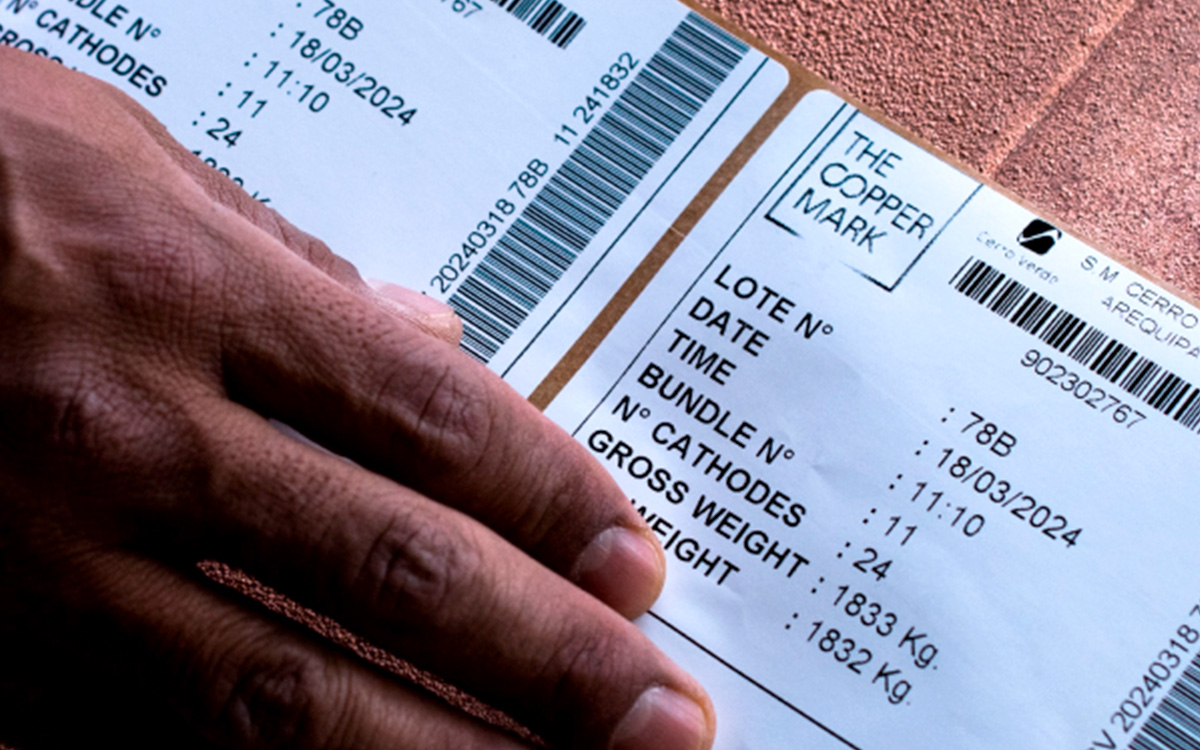 767
DLE N°
N° CATHODES
: 78B
: 18/03/2024
: 11:10
: 11
: 24
20240318 78B 11 241832
THE
COPPER
MARK
Cerro Verde
S.M CERRO
AREQUIPA
902302767
LOTE N° : 78B
DATE : 18/03/2024
TIME : 11:10
BUNDLE N° : 11
N° CATHODES : 24
GROSS WEIGHT : 1833 Kg.
WEIGHT : 1832 Kg.
20240318